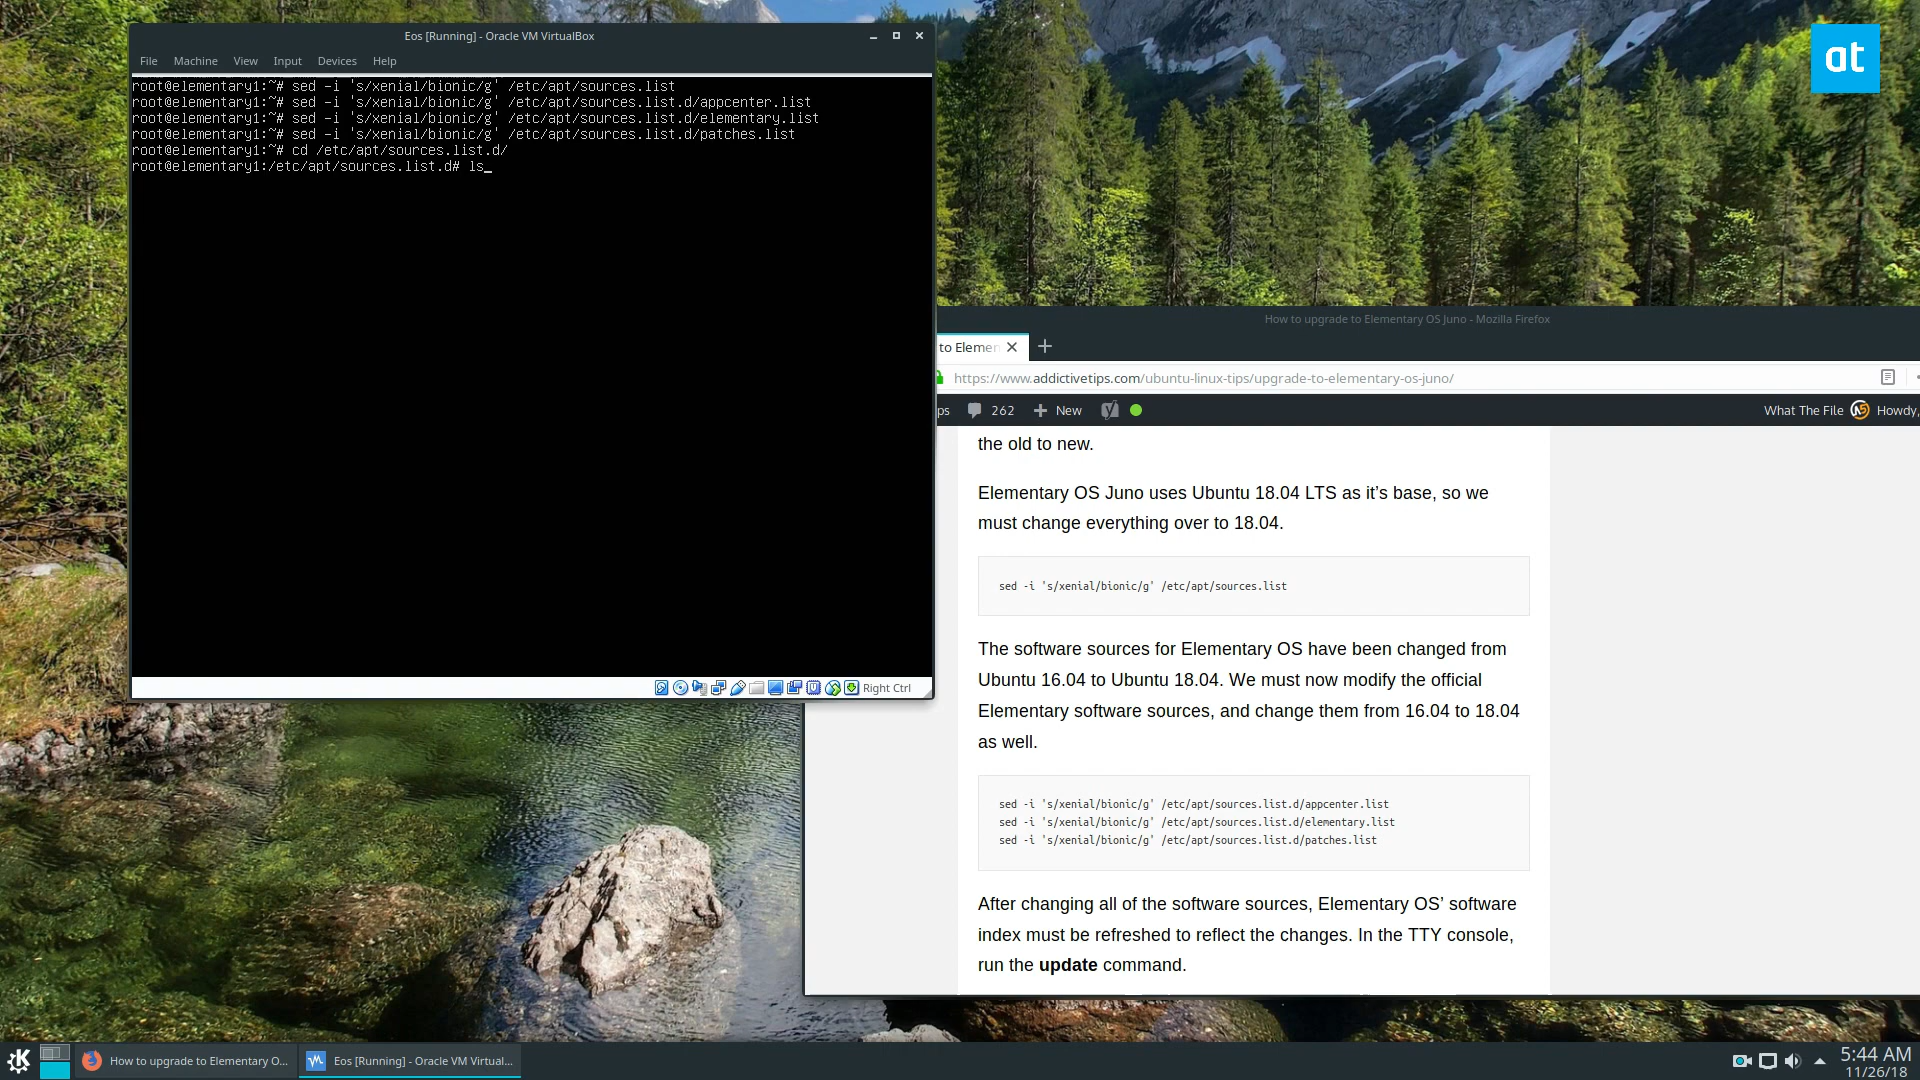 Eos [Running] - Oracle VM VirtualBox
File Machine View Input Devices Help
root@elementary1:~# sed -i 's/xenial/bionic/g' /etc/apt/sources.list
root@elementary1:~# sed -i 's/xenial/bionic/g' /etc/apt/sources.list.d/appcenter.list
root@elementary1:~# sed -i 's/xenial/bionic/g' /etc/apt/sources.list.d/elementary.list
root@elementary1:~# sed -i 's/xenial/bionic/g' /etc/apt/sources.list.d/patches.list
root@elementary1:~# cd /etc/apt/sources.list.d/
root@elementary1:/etc/apt/sources.list.d# ls_
Right Ctrl
at
How to upgrade to Elementary OS Juno - Mozilla Firefox
to Elemen
https://www.addictivetips.com/ubuntu-linux-tips/upgrade-to-elementary-os-juno/
ps 262 New What The File Howdy,
the old to new.
Elementary OS Juno uses Ubuntu 18.04 LTS as it’s base, so we
must change everything over to 18.04.
sed -i 's/xenial/bionic/g' /etc/apt/sources.list
The software sources for Elementary OS have been changed from
Ubuntu 16.04 to Ubuntu 18.04. We must now modify the official
Elementary software sources, and change them from 16.04 to 18.04
as well.
sed -i 's/xenial/bionic/g' /etc/apt/sources.list.d/appcenter.list
sed -i 's/xenial/bionic/g' /etc/apt/sources.list.d/elementary.list
sed -i 's/xenial/bionic/g' /etc/apt/sources.list.d/patches.list
After changing all of the software sources, Elementary OS’ software
index must be refreshed to reflect the changes. In the TTY console,
run the update command.
How to upgrade to Elementary O...
Eos [Running] - Oracle VM Virtual...
5:44 AM
11/26/18